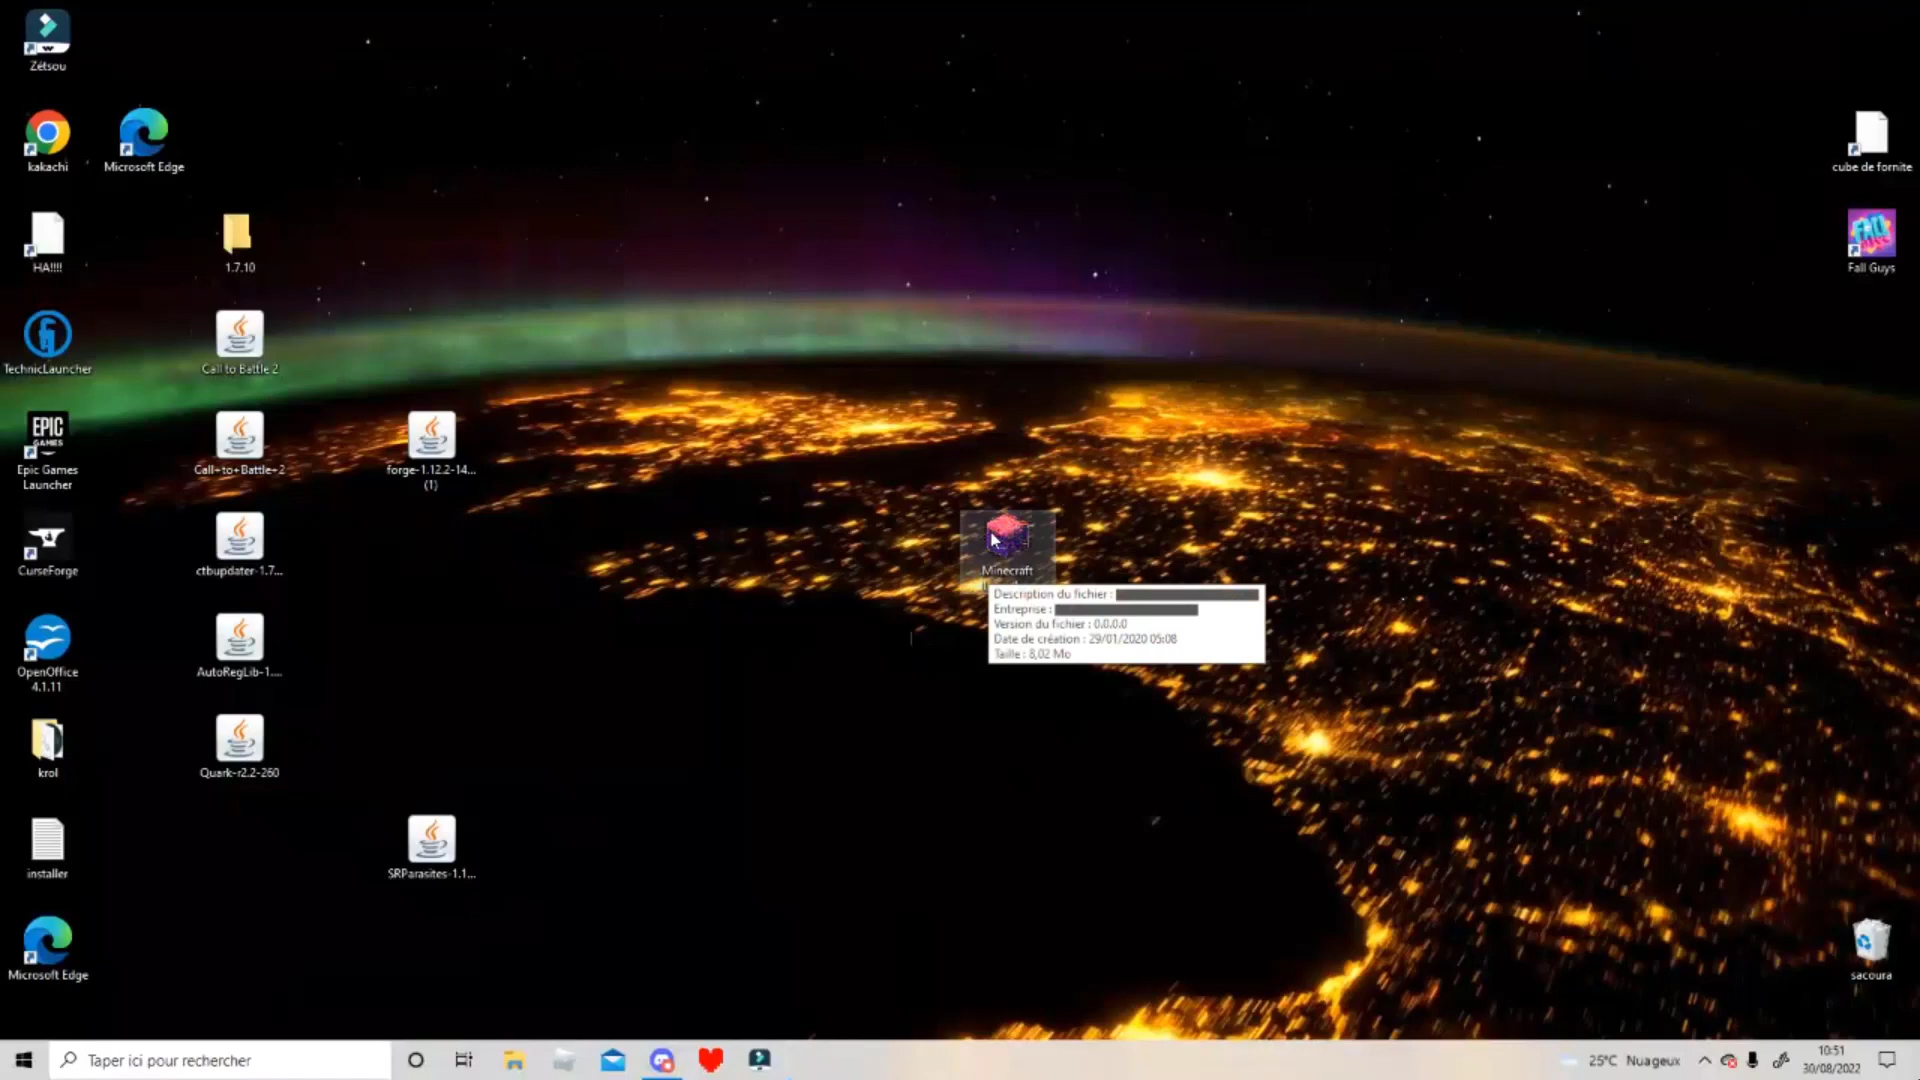 Zétsou
kakachi
Microsoft Edge
cube de fornite
HA!!!!
1.7.10
Fall Guys
TechnicLauncher
Call to Battle 2
EPIC
GAMES
Epic Games
Launcher
Call+to+Battle+2
forge-1.12.2-14...
(1)
CurseForge
ctbupdater-1.7...
Minecraft
Description du fichier :
Entreprise :
Version du fichier : 0.0.0.0
Date de création : 29/01/2020 05:08
Taille : 8,02 Mo
OpenOffice
4.1.11
AutoRegLib-1....
krol
Quark-r2.2-260
installer
SRParasites-1.1...
Microsoft Edge
sacoura
Taper ici pour rechercher
25°C Nuageux
10:51
30/08/2022